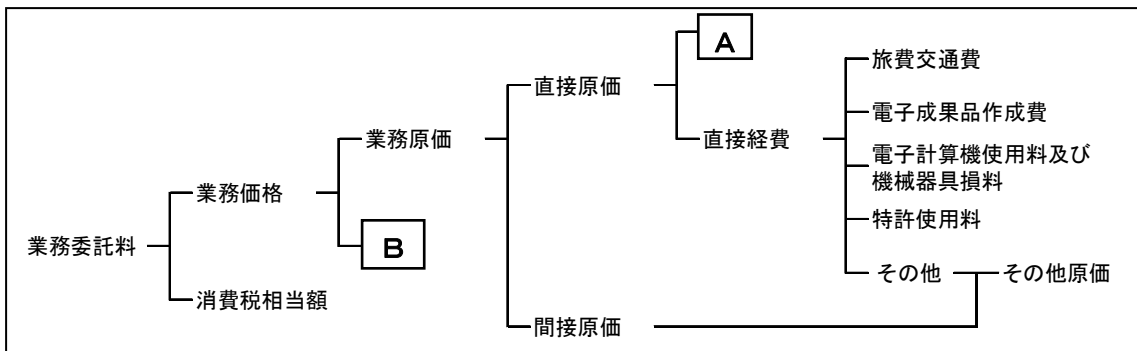 A
旅費交通費
直接原価
電子成果品作成費
業務原価
直接経費
電子計算機使用料及び
機械器具損料
業務価格
特許使用料
業務委託料
B
その他
その他原価
消費税相当額
間接原価